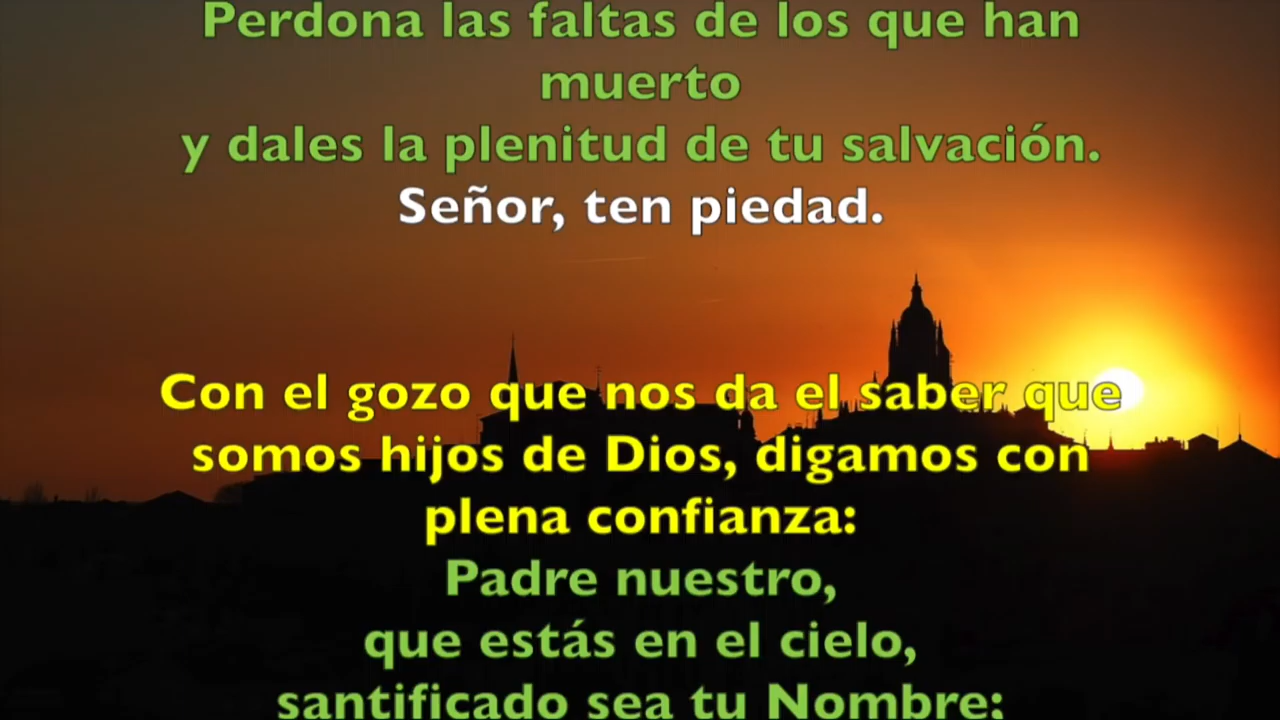 Perdona las faltas de los que han
muerto
y dales la plenitud de tu salvación.
Señor, ten piedad.
Con el gozo que nos da el saber que
somos hijos de Dios, digamos con
plena confianza:
Padre nuestro,
que estás en el cielo,
santificado sea tu Nombre;